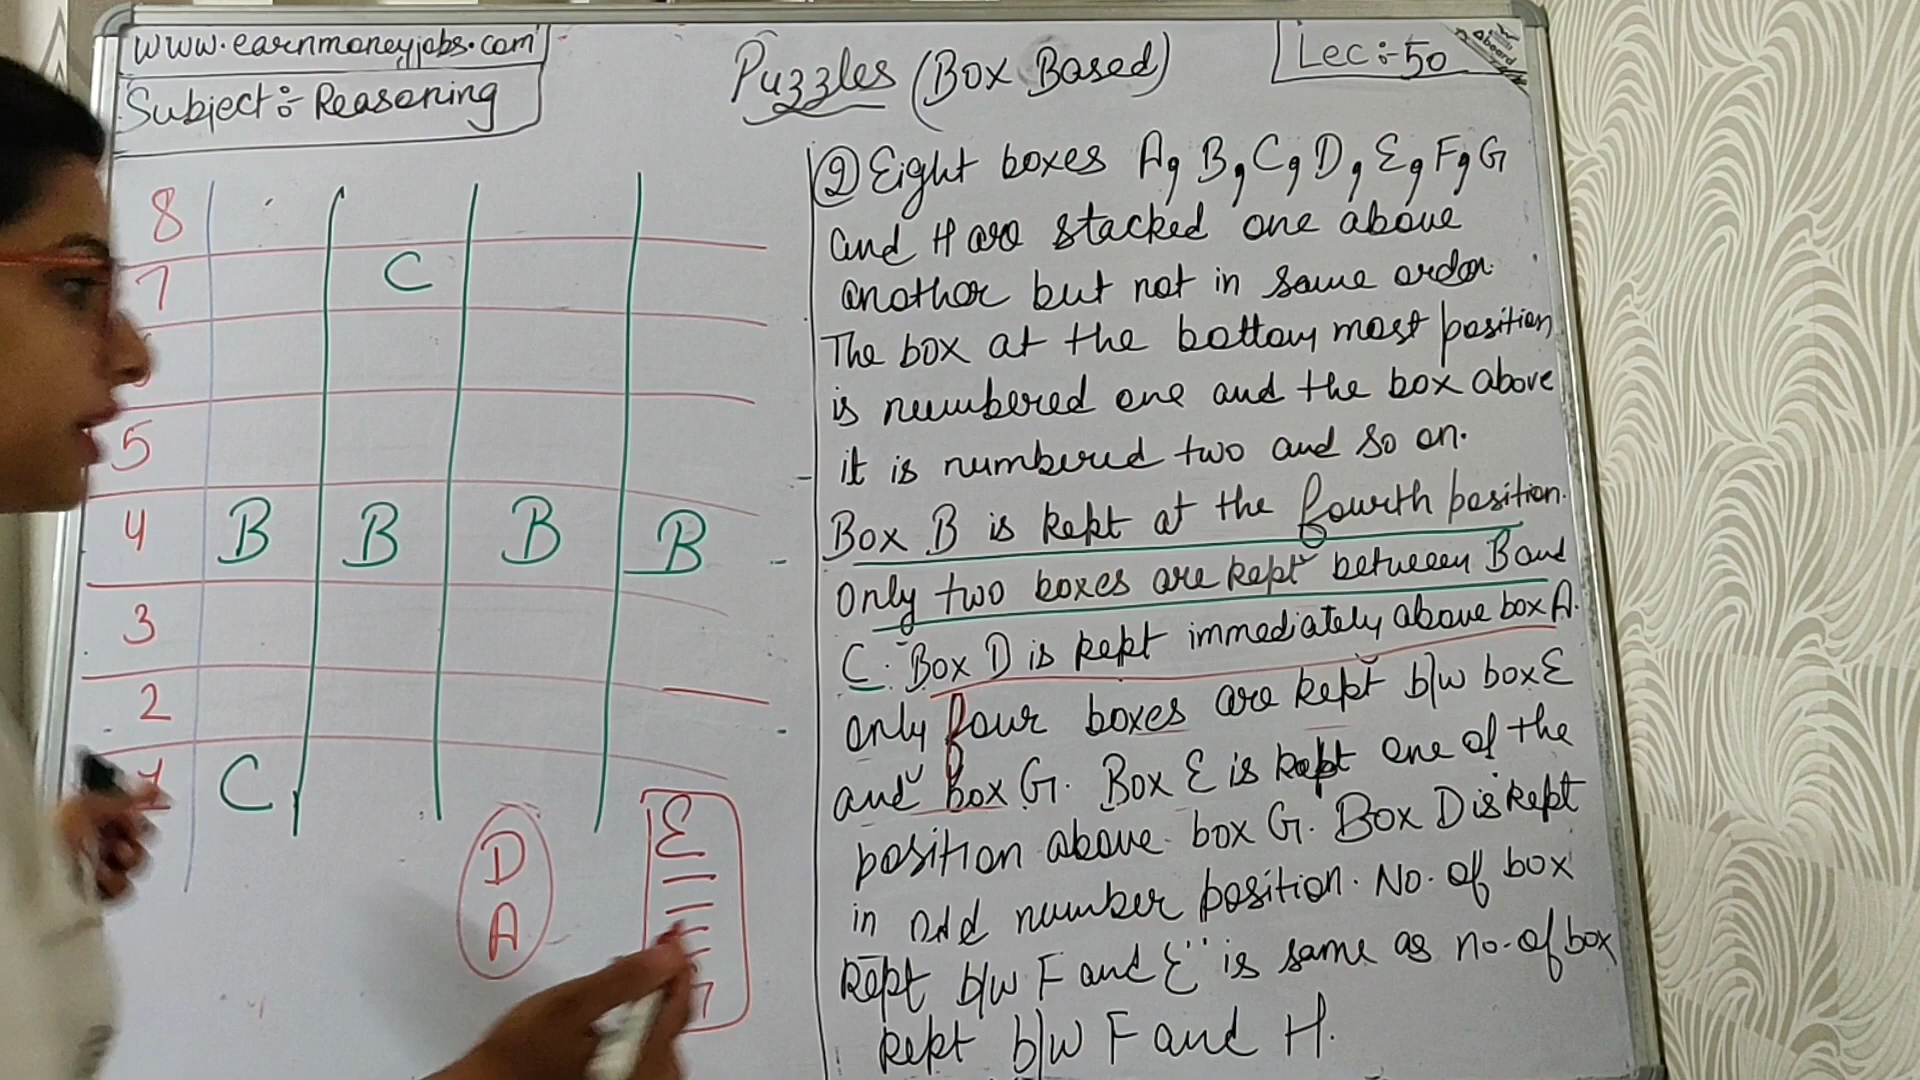 www.earnmoneyjobs.com
Subject:- Reasoning
Puzzles (Box Based)
Lec:-50
Aboard
② Eight boxes A, B, C, D, E, F, G
and H are stacked one above
another but not in same order.
The box at the bottom most position
is numbered one and the box above
it is numbered two and so on.
Box B is kept at the fourth position.
Only two boxes are kept between B and
C. Box D is kept immediately above box A.
only four boxes are kept b/w box E
and box G. Box E is kept one of the
position above box G. Box D is kept
in odd number position. No. of box
kept b/w F and E is same as no. of box
kept b/w F and H.
8
7 C
5
4 B B B B
3
2
1 C
D
A
E